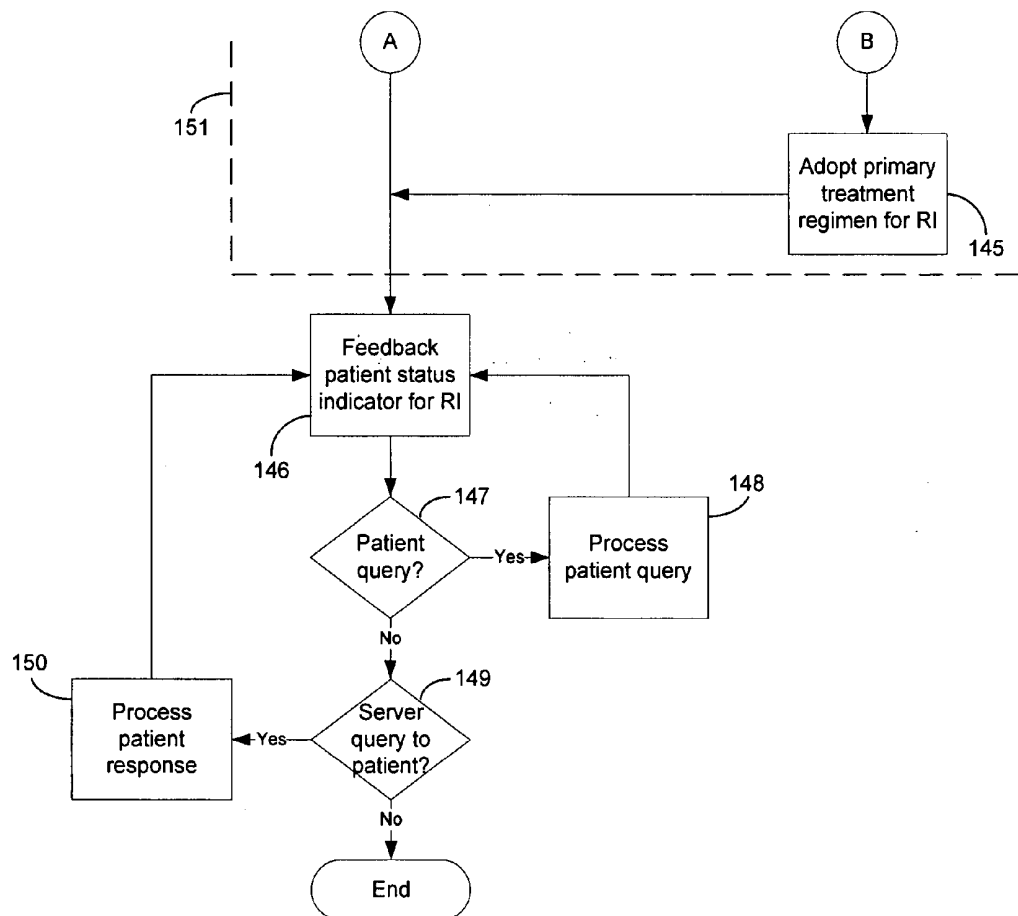 A
B
151
Adopt primary
treatment
regimen for RI
145
Feedback
patient status
indicator for RI
146
147
148
Patient
query?
Yes
Process
patient query
No
150
149
Process
patient
response
Yes
Server
query to
patient?
No
End